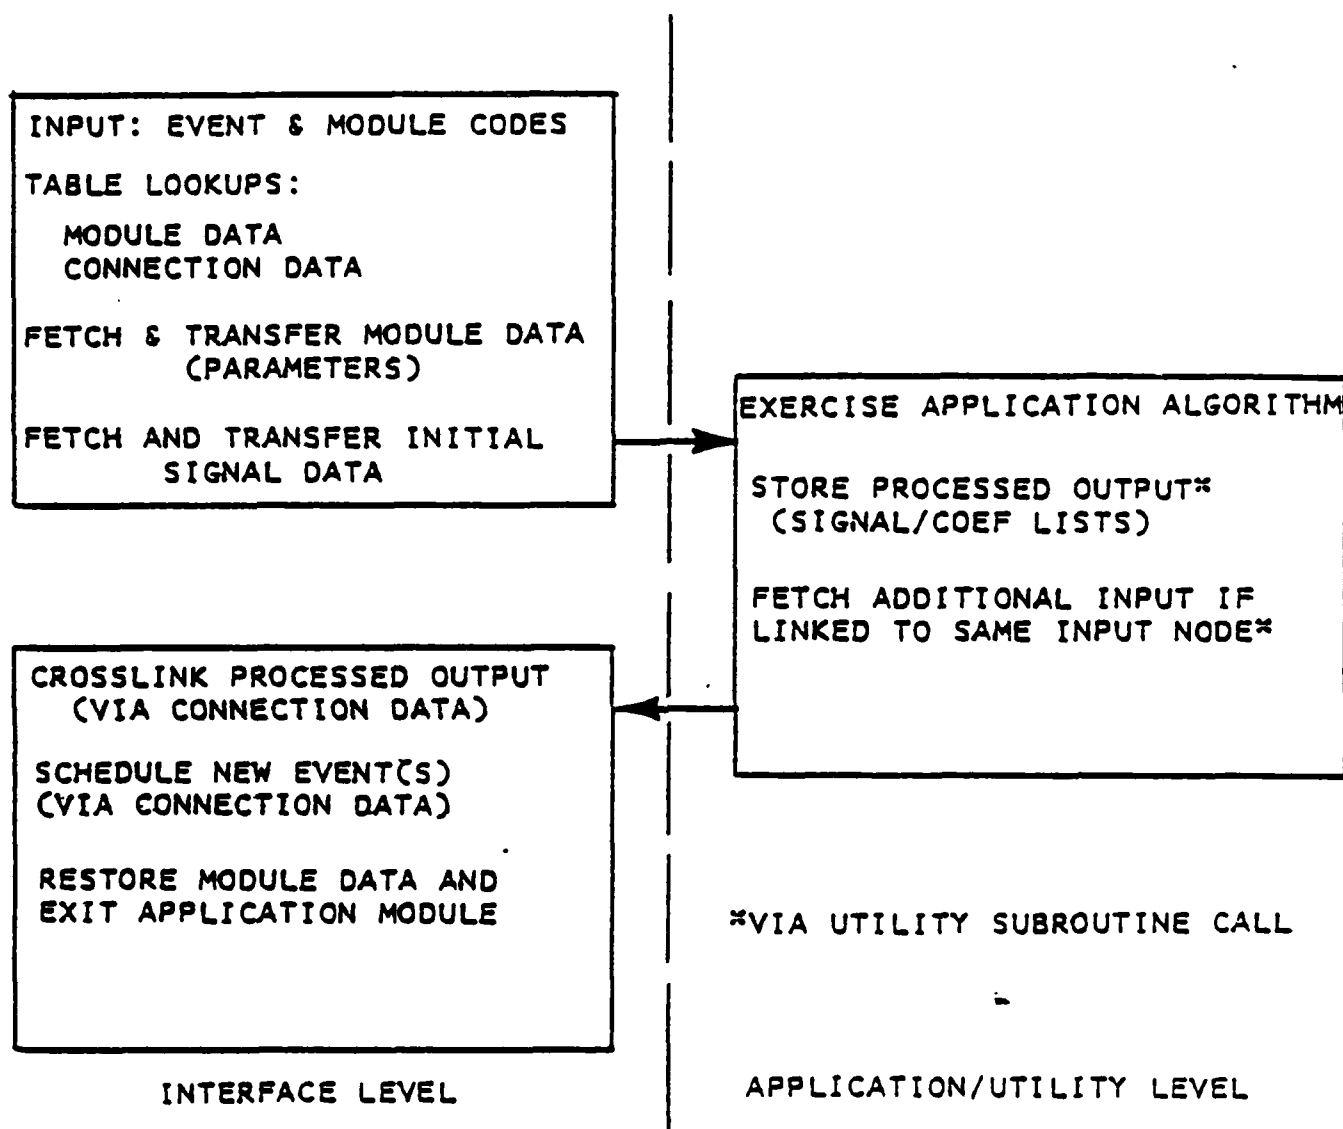 INPUT: EVENT & MODULE CODES
TABLE LOOKUPS:
MODULE DATA
CONNECTION DATA
FETCH & TRANSFER MODULE DATA
(PARAMETERS)
FETCH AND TRANSFER INITIAL
SIGNAL DATA
EXERCISE APPLICATION ALGORITHM
STORE PROCESSED OUTPUT*
(SIGNAL/COEF LISTS)
FETCH ADDITIONAL INPUT IF
LINKED TO SAME INPUT NODE*
CROSSLINK PROCESSED OUTPUT
(VIA CONNECTION DATA)
SCHEDULE NEW EVENT(S)
(VIA CONNECTION DATA)
RESTORE MODULE DATA AND
EXIT APPLICATION MODULE
*VIA UTILITY SUBROUTINE CALL
INTERFACE LEVEL
APPLICATION/UTILITY LEVEL